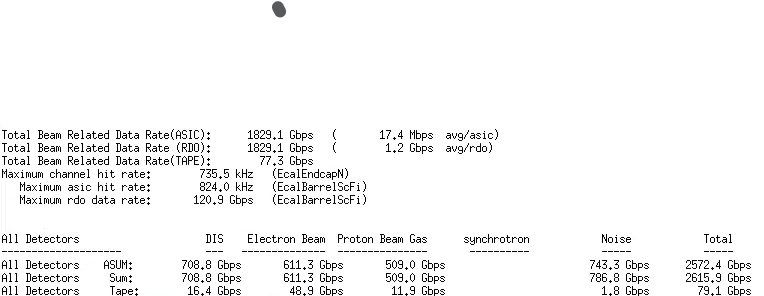 Total Beam Related Data Rate(ASIC): 1829.1 Gbps ( 17.4 Mbps avg/asic)
Total Beam Related Data Rate (RDO): 1829.1 Gbps ( 1.2 Gbps avg/rdo)
Total Beam Related Data Rate(TAPE): 77.3 Gbps
Maximum channel hit rate: 735.5 kHz (EcalEndcapN)
Maximum asic hit rate: 824.0 kHz (EcalBarrelScFi)
Maximum rdo data rate: 120.9 Gbps (EcalBarrelScFi)
All Detectors DIS Electron Beam Proton Beam Gas synchrotron Noise Total
-------------------- --- -------------- --------------- ----------- ----- -----
All Detectors ASUM: 708.8 Gbps 611.3 Gbps 509.0 Gbps 743.3 Gbps 2572.4 Gbps
All Detectors Sum: 708.8 Gbps 611.3 Gbps 509.0 Gbps 786.8 Gbps 2615.9 Gbps
All Detectors Tape: 16.4 Gbps 48.9 Gbps 11.9 Gbps 1.8 Gbps 79.1 Gbps